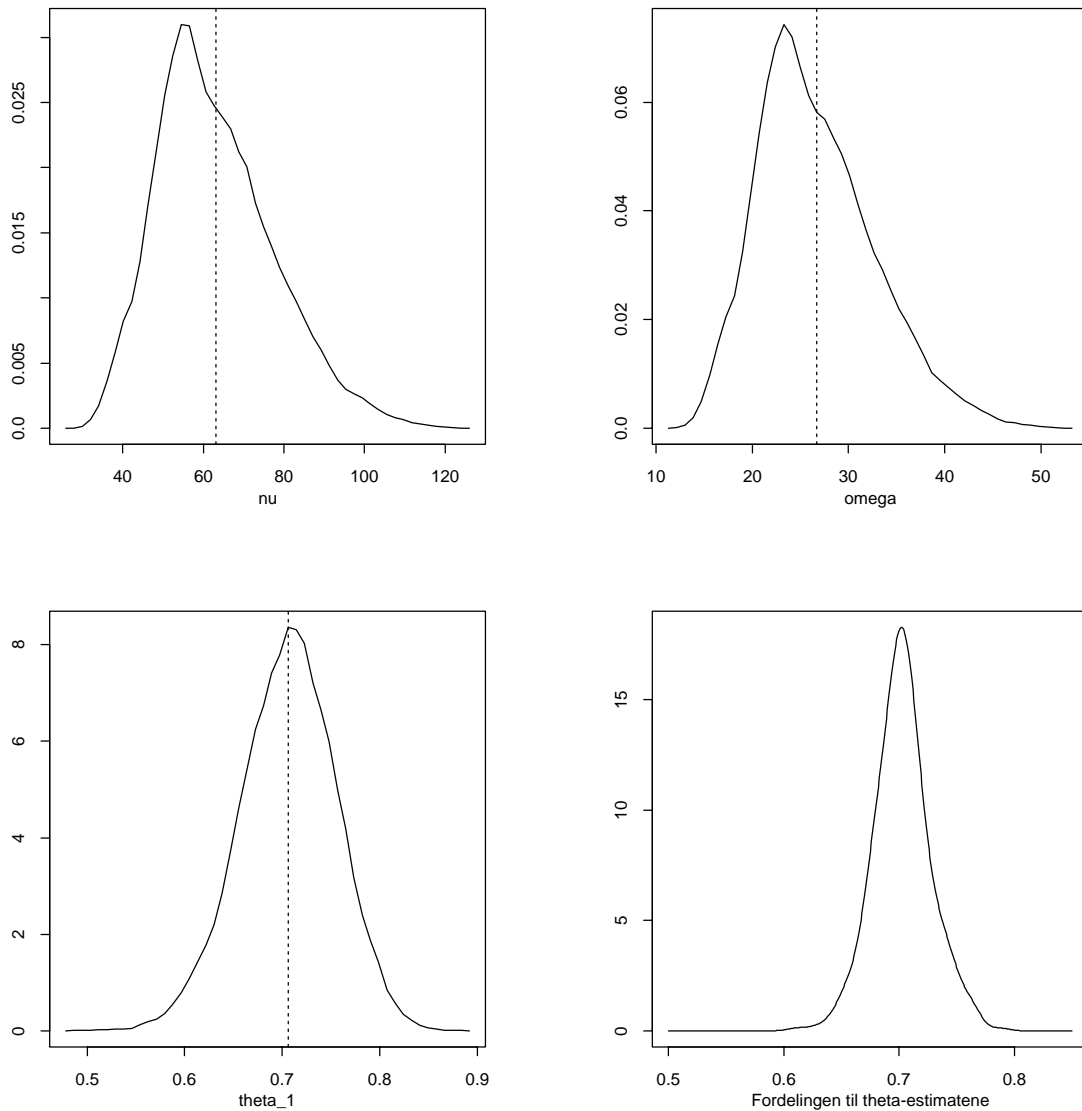 0.0 0.005 0.015 0.025
40 60 80 100 120
nu
0.0 0.02 0.04 0.06
10 20 30 40 50
omega
0 2 4 6 8
0.5 0.6 0.7 0.8 0.9
theta_1
0 5 10 15
0.5 0.6 0.7 0.8
Fordelingen til theta-estimatene